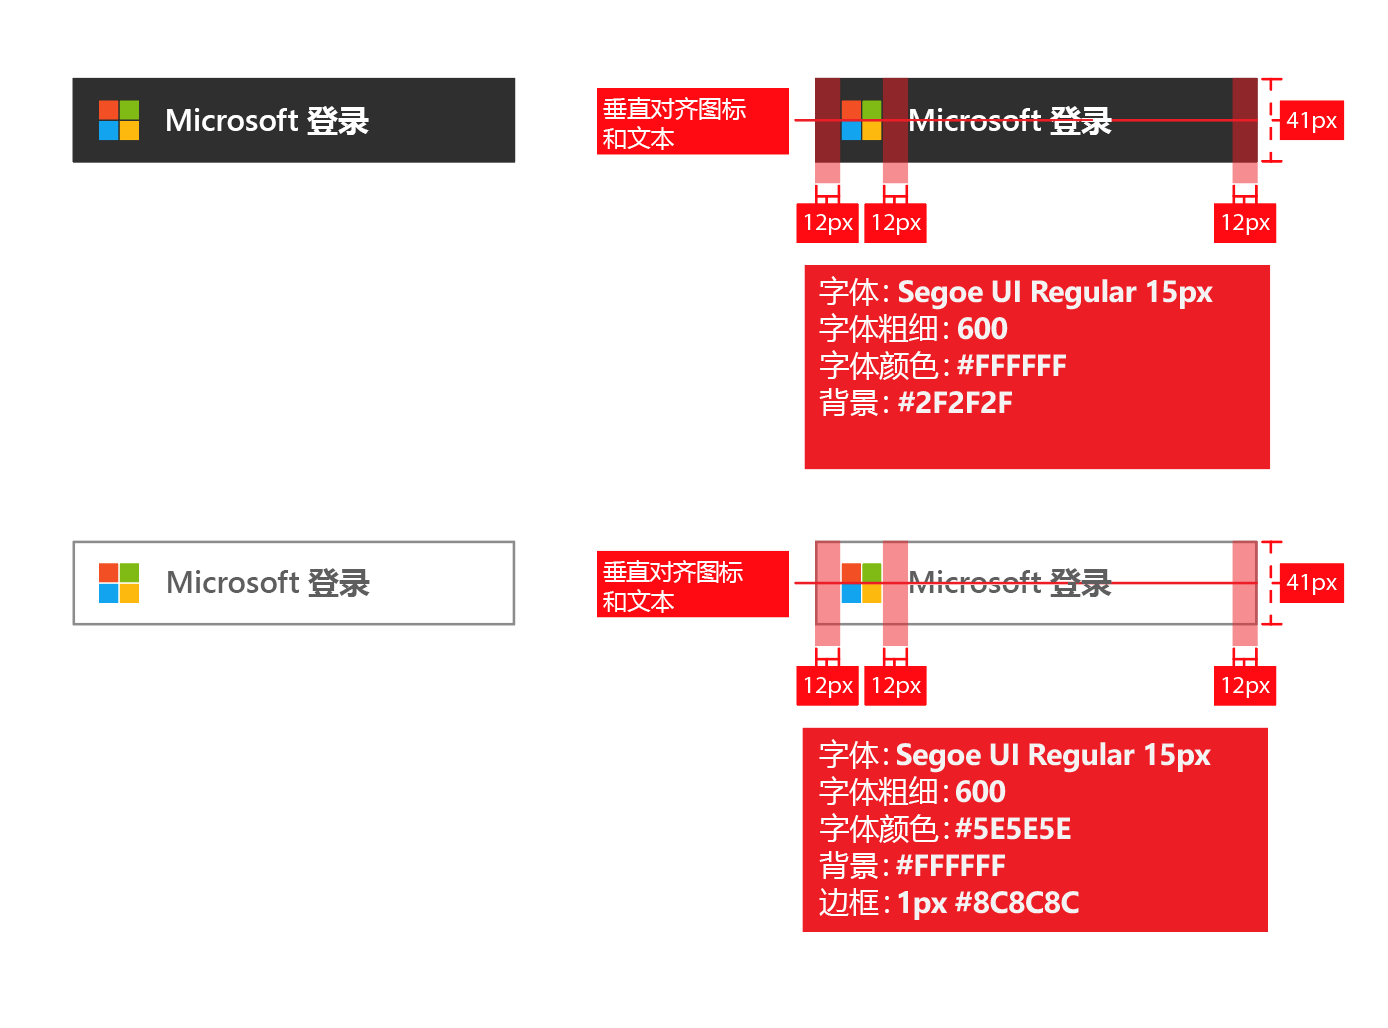 Microsoft 登录
垂直对齐图标
和文本
Microsoft 登录
41px
12px
12px
12px
字体: Segoe UI Regular 15px
字体粗细: 600
字体颜色: #FFFFFF
背景: #2F2F2F
Microsoft 登录
垂直对齐图标
和文本
Microsoft 登录
41px
12px
12px
12px
字体: Segoe UI Regular 15px
字体粗细: 600
字体颜色: #5E5E5E
背景: #FFFFFF
边框: 1px #8C8C8C